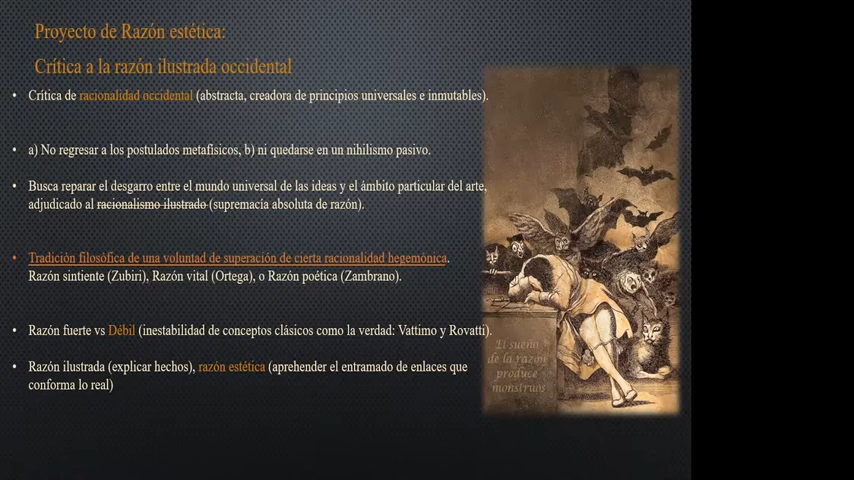 Proyecto de Razón estética:
Crítica a la razón ilustrada occidental
• Crítica de racionalidad occidental (abstracta, creadora de principios universales e inmutables).
• a) No regresar a los postulados metafísicos, b) ni quedarse en un nihilismo pasivo.
• Busca reparar el desgarro entre el mundo universal de las ideas y el ámbito particular del arte,
adjudicado al racionalismo ilustrado (supremacía absoluta de razón).
• Tradición filosófica de una voluntad de superación de cierta racionalidad hegemónica.
Razón sintiente (Zubiri), Razón vital (Ortega), o Razón poética (Zambrano).
• Razón fuerte vs Débil (inestabilidad de conceptos clásicos como la verdad: Vattimo y Rovatti).
• Razón ilustrada (explicar hechos), razón estética (aprehender el entramado de enlaces que
conforma lo real)
El sueño
de la razon
produce
monstruos